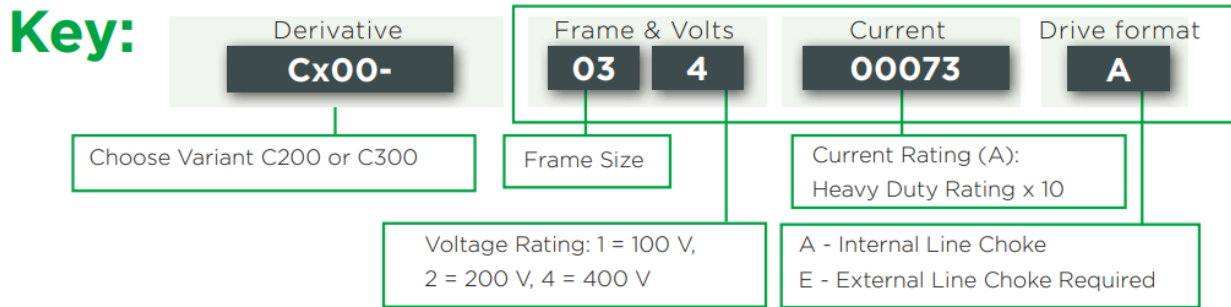 Key:
Derivative
Frame & Volts
Current
Drive format
Cx00-
03
4
00073
A
Choose Variant C200 or C300
Frame Size
Current Rating (A):
Heavy Duty Rating x 10
Voltage Rating: 1 = 100 V,
2 = 200 V, 4 = 400 V
A - Internal Line Choke
E - External Line Choke Required